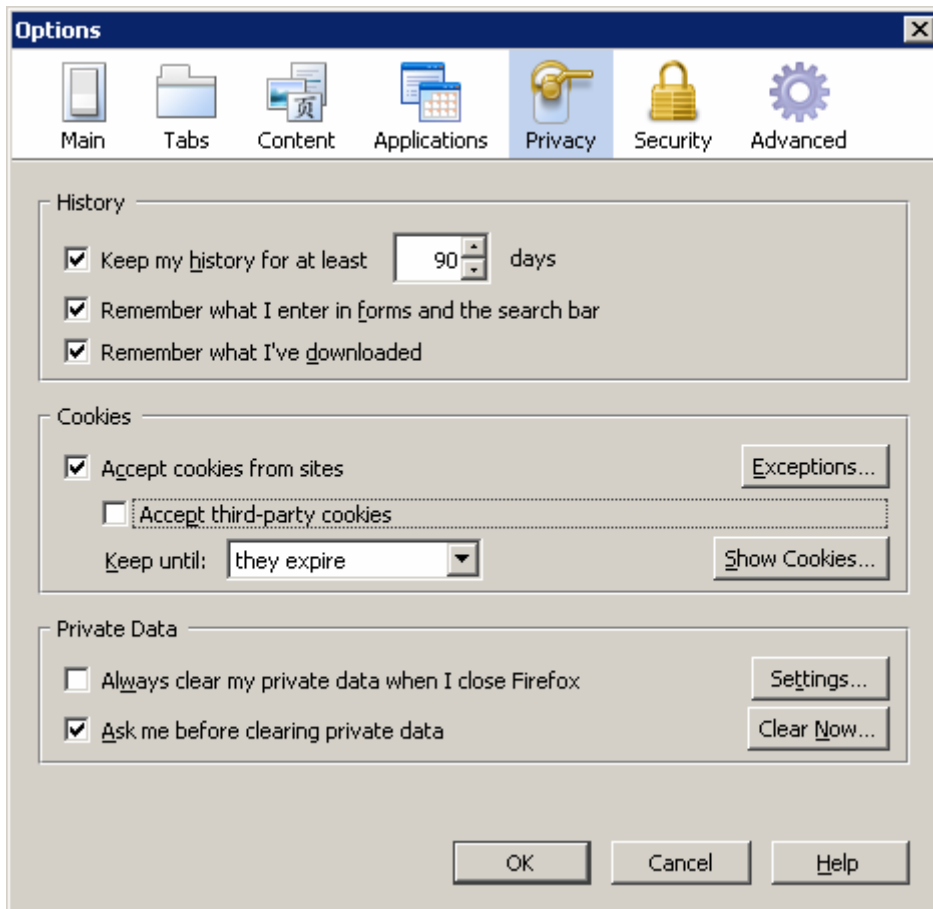 Options
Main Tabs Content Applications Privacy Security Advanced
页
History
Keep my history for at least 90 days
Remember what I enter in forms and the search bar
Remember what I've downloaded
Cookies
Accept cookies from sites Exceptions...
Accept third-party cookies
Keep until: they expire Show Cookies...
Private Data
Always clear my private data when I close Firefox Settings...
Ask me before clearing private data Clear Now...
OK Cancel Help